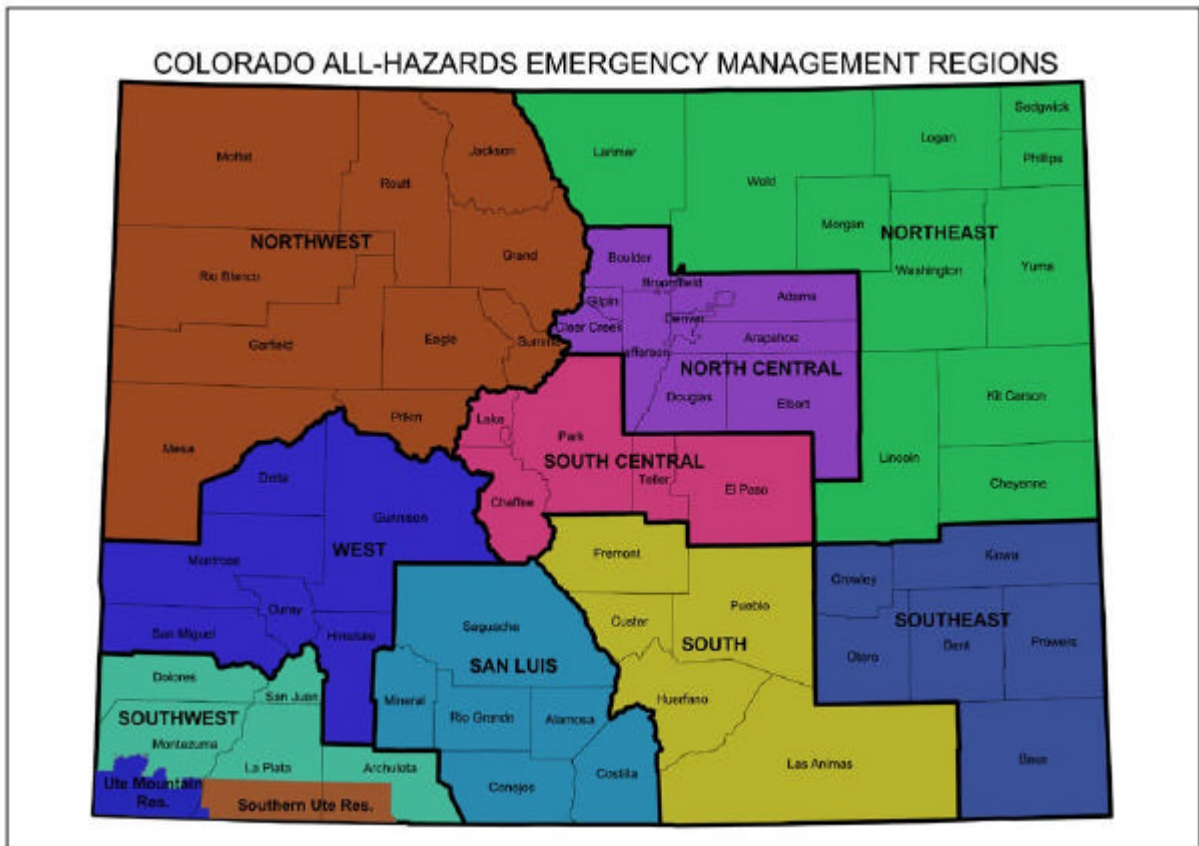 COLORADO ALL-HAZARDS EMERGENCY MANAGEMENT REGIONS
Sedgwick
Logan
Jackson
Larimer
Moffat
Phillips
Routt
Weld
Morgan
NORTHEAST
NORTHWEST
Grand
Boulder
Rio Blanco
Washington
Yuma
Broomfield
Gilpin
Adams
Denver
Clear Creek
Arapahoe
Eagle
Garfield
Summit
Jefferson
NORTH CENTRAL
Douglas
Elbert
Kit Carson
Pitkin
Lake
Park
Mesa
Lincoln
SOUTH CENTRAL
Delta
Teller
El Paso
Cheyenne
Chaffee
Gunnison
WEST
Montrose
Fremont
Kiowa
Crowley
Ouray
Pueblo
Hinsdale
San Miguel
Saguache
Custer
SOUTH
SOUTHEAST
Bent
Prowers
Otero
SAN LUIS
Dolores
San Juan
Mineral
Huerfano
SOUTHWEST
Rio Grande
Alamosa
Montezuma
La Plata
Archuleta
Las Animas
Baca
Costilla
Conejos
Ute Mountain
Res.
Southern Ute Res.